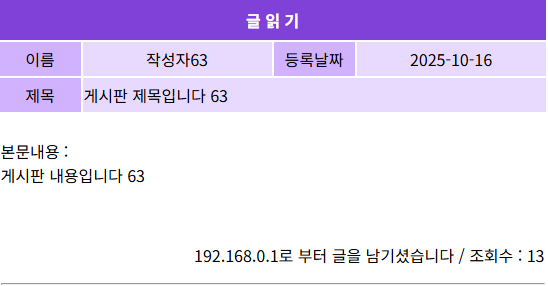 글 읽 기
이름 작성자63 등록날짜 2025-10-16
제목 게시판 제목입니다 63
본문내용 :
게시판 내용입니다 63
192.168.0.1로 부터 글을 남기셨습니다 / 조회수 : 13